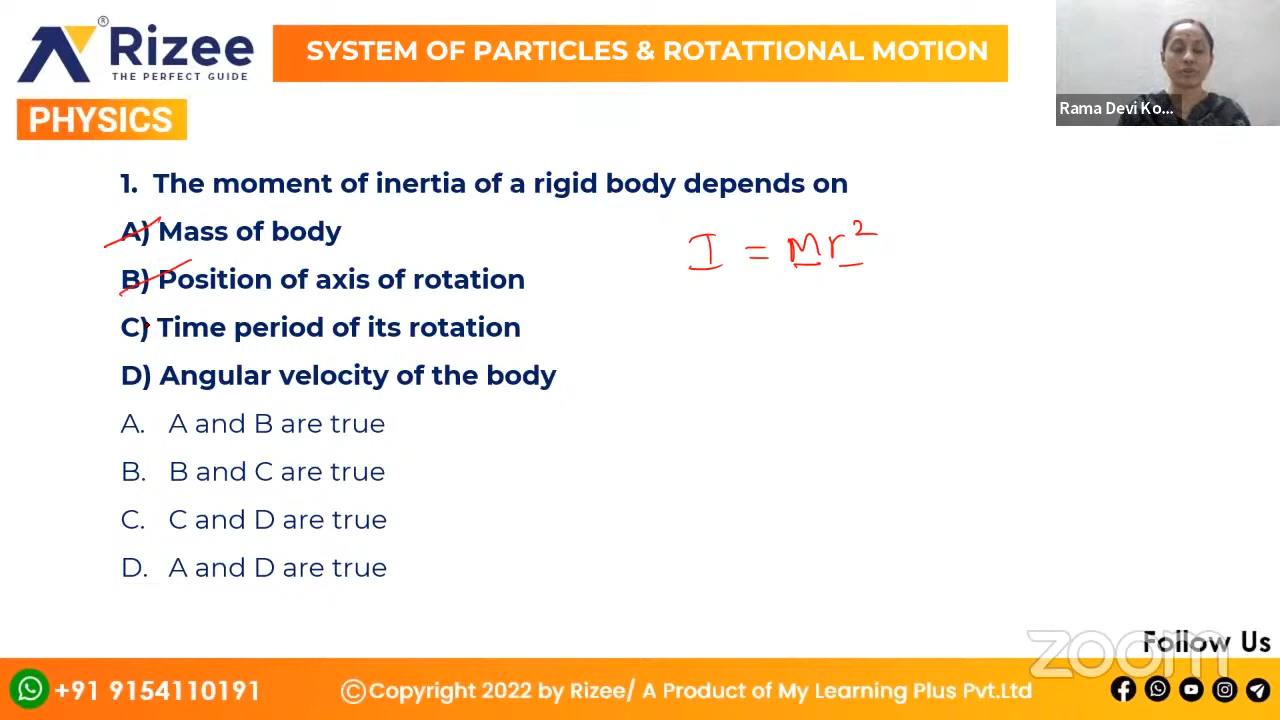 Rizee®
THE PERFECT GUIDE
SYSTEM OF PARTICLES & ROTATTIONAL MOTION
Rama Devi Ko...
PHYSICS
1. The moment of inertia of a rigid body depends on
A) Mass of body
I = Mr²
B) Position of axis of rotation
C) Time period of its rotation
D) Angular velocity of the body
A. A and B are true
B. B and C are true
C. C and D are true
D. A and D are true
zoom
Follow Us
+91 9154110191
©Copyright 2022 by Rizee/ A Product of My Learning Plus Pvt.Ltd